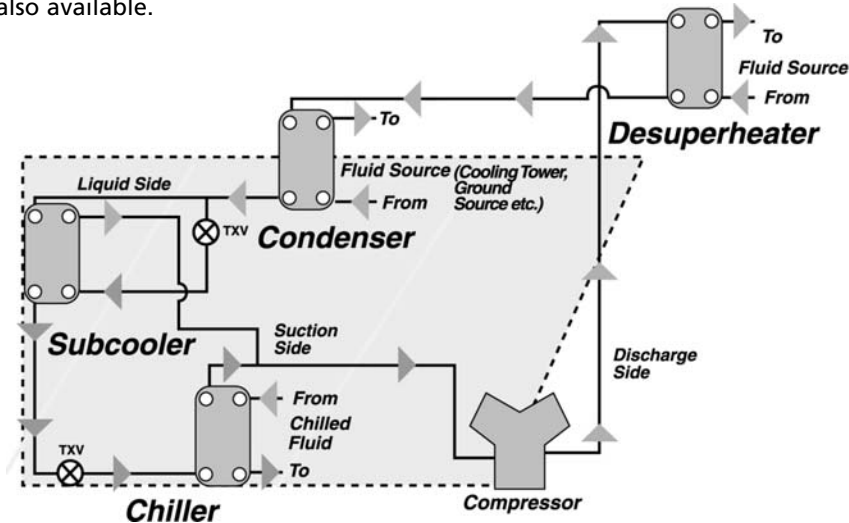 also available.
To
Fluid Source
From
Desuperheater
To
Fluid Source (Cooling Tower,
Ground
Source etc.)
From
Condenser
Liquid Side
TXV
Subcooler
Suction
Side
Discharge
Side
From
Chilled
Fluid
To
TXV
Chiller
Compressor